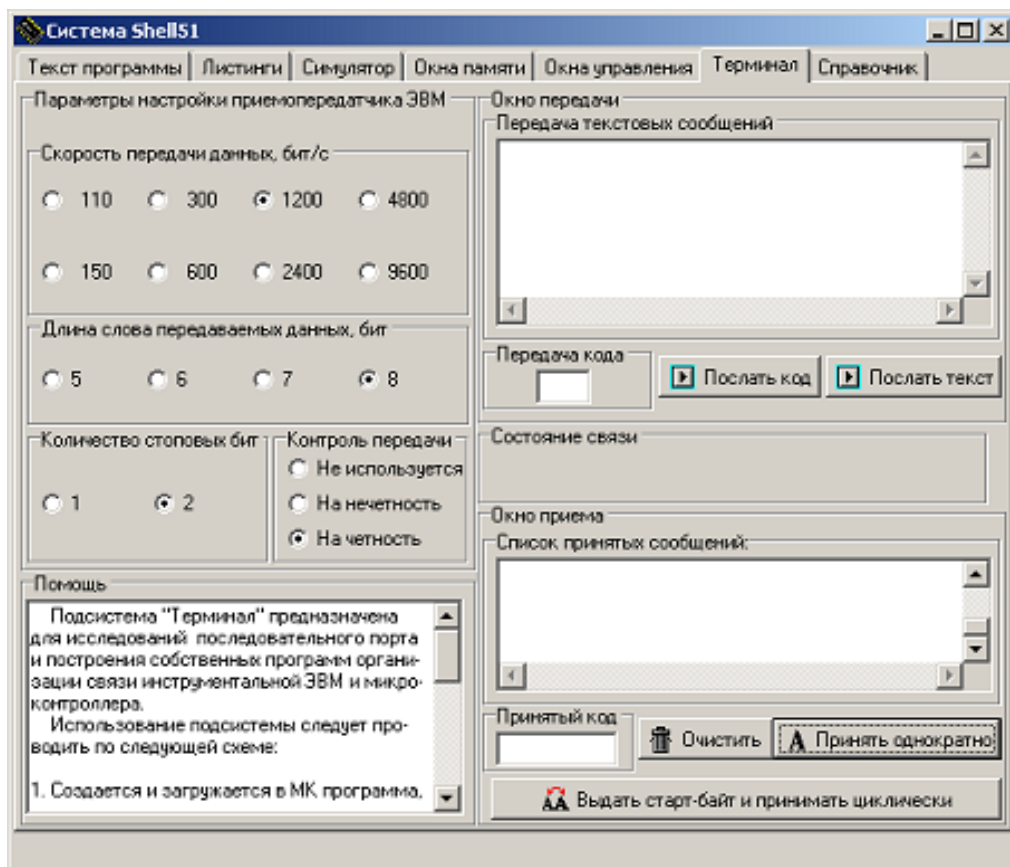 Система Shell51
Текст программы Листинги Симулятор Окна памяти Окна управления Терминал Справочник
Параметры настройки приемопередатчика ЭВМ
Скорость передачи данных, бит/с
110 300 1200 4800
150 600 2400 9600
Длина слова передаваемых данных, бит
5 6 7 8
Количество стоповых бит
1 2
Контроль передачи
Не используется
На нечетность
На четность
Помощь
Подсистема "Терминал" предназначена
для исследований последовательного порта
и построения собственных программ органи-
зации связи инструментальной ЭВМ и микро-
контроллера.
Использование подсистемы следует про-
водить по следующей схеме:
1. Создается и загружается в МК программа,
Окно передачи
Передача текстовых сообщений
Передача кода
Послать код
Послать текст
Состояние связи
Окно приема
Список принятых сообщений:
Принятый код
Очистить
Принять однократно
Выдать старт-байт и принимать циклически